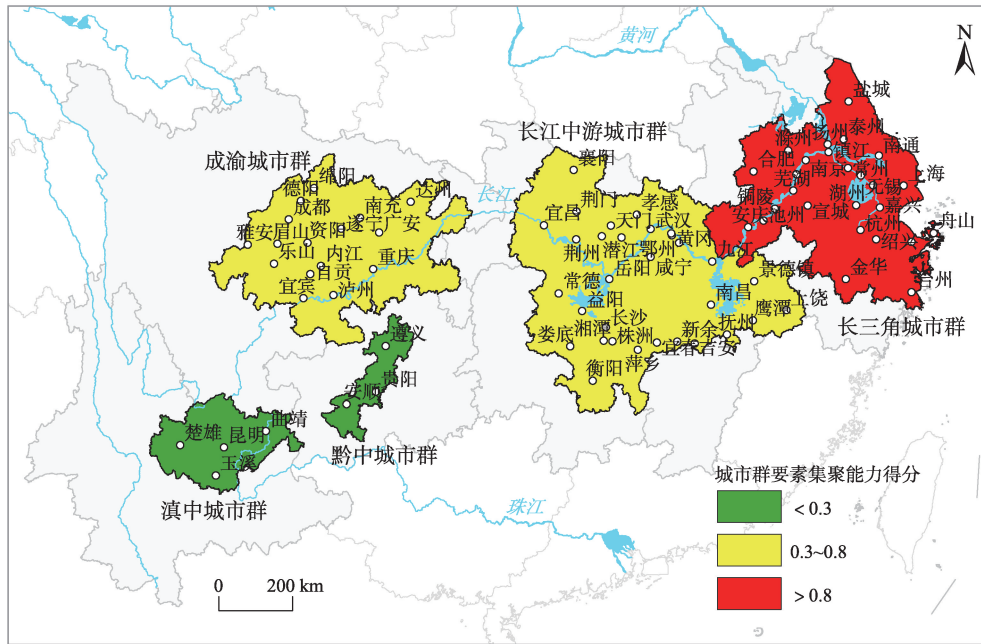 黄河
N
盐城
泰州
扬州
滁州
镇江
南通
合肥
南京
常州
芜湖
无锡
上海
铜陵
湖州
嘉兴
安庆
池州
宣城
杭州
舟山
绍兴
金华
台州
长三角城市群
长江中游城市群
襄阳
荆门
孝感
宜昌
天门
武汉
黄冈
荆州
潜江
鄂州
九江
岳阳
咸宁
景德镇
常德
益阳
南昌
上饶
鹰潭
长沙
抚州
湘潭
新余
娄底
株洲
宜春
吉安
萍乡
衡阳
成渝城市群
绵阳
德阳
达州
长江
成都
南充
遂宁
广安
雅安
眉山
资阳
乐山
内江
重庆
自贡
宜宾
泸州
遵义
贵阳
安顺
黔中城市群
曲靖
楚雄
昆明
玉溪
滇中城市群
珠江
城市群要素集聚能力得分
< 0.3
0.3~0.8
> 0.8
0 200 km